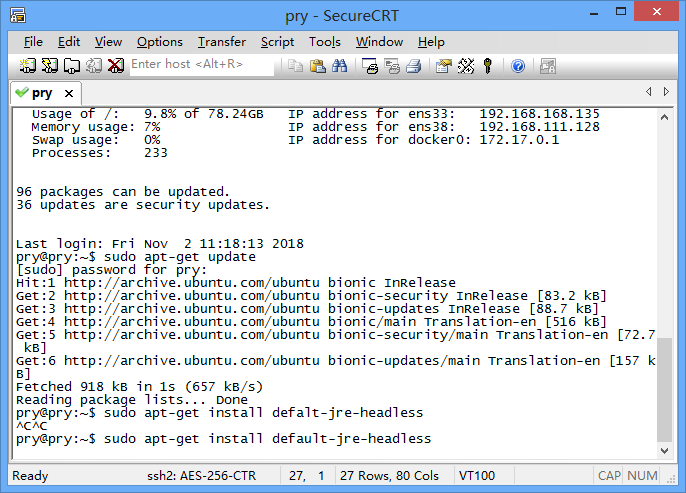 pry - SecureCRT
File Edit View Options Transfer Script Tools Window Help
Enter host <Alt+R>
pry
Usage of /:   9.8% of 78.24GB   IP address for ens33:   192.168.168.135
Memory usage: 7%                IP address for ens38:   192.168.111.128
Swap usage:   0%                IP address for docker0: 172.17.0.1
Processes:    233
96 packages can be updated.
36 updates are security updates.
Last login: Fri Nov  2 11:18:13 2018
pry@pry:~$ sudo apt-get update
[sudo] password for pry:
Hit:1 http://archive.ubuntu.com/ubuntu bionic InRelease
Get:2 http://archive.ubuntu.com/ubuntu bionic-security InRelease [83.2 kB]
Get:3 http://archive.ubuntu.com/ubuntu bionic-updates InRelease [88.7 kB]
Get:4 http://archive.ubuntu.com/ubuntu bionic/main Translation-en [516 kB]
Get:5 http://archive.ubuntu.com/ubuntu bionic-security/main Translation-en [72.7
 kB]
Get:6 http://archive.ubuntu.com/ubuntu bionic-updates/main Translation-en [157 k
B]
Fetched 918 kB in 1s (657 kB/s)
Reading package lists... Done
pry@pry:~$ sudo apt-get install defalt-jre-headless
^C^C
pry@pry:~$ sudo apt-get install default-jre-headless
Ready ssh2: AES-256-CTR 27, 1 27 Rows, 80 Cols VT100 CAP NUM